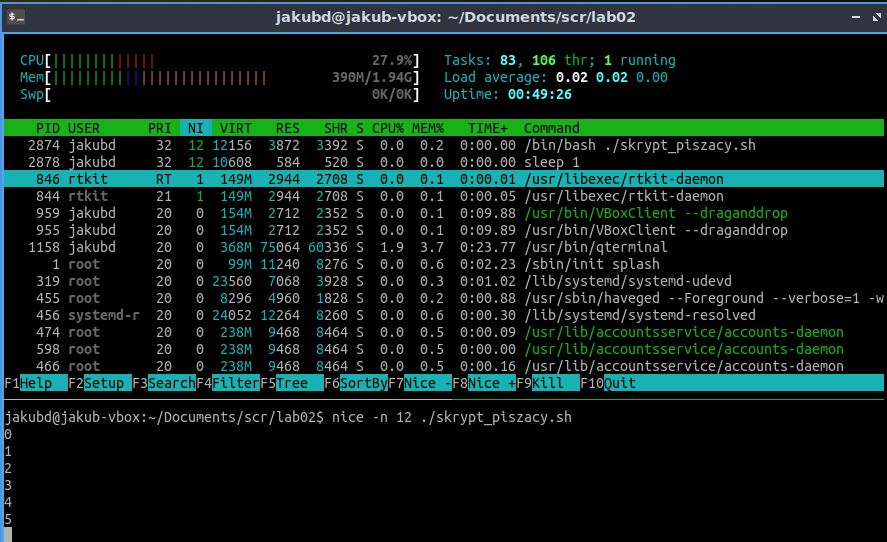 jakubd@jakub-vbox: ~/Documents/scr/lab02
CPU[|||||||||||||| 27.9%] Tasks: 83, 106 thr; 1 running
Mem[||||||||||||||||||||||||||| 390M/1.94G] Load average: 0.02 0.02 0.00
Swp[ 0K/0K] Uptime: 00:49:26
PID USER PRI NI VIRT RES SHR S CPU% MEM% TIME+ Command
2874 jakubd 32 12 12156 3872 3392 S 0.0 0.2 0:00.00 /bin/bash ./skrypt_piszacy.sh
2878 jakubd 32 12 10608 584 520 S 0.0 0.0 0:00.00 sleep 1
846 rtkit RT 1 149M 2944 2708 S 0.0 0.1 0:00.01 /usr/libexec/rtkit-daemon
844 rtkit 21 1 149M 2944 2708 S 0.0 0.1 0:00.05 /usr/libexec/rtkit-daemon
959 jakubd 20 0 154M 2712 2352 S 0.0 0.1 0:09.88 /usr/bin/VBoxClient --draganddrop
955 jakubd 20 0 154M 2712 2352 S 0.0 0.1 0:09.89 /usr/bin/VBoxClient --draganddrop
1158 jakubd 20 0 368M 75064 60336 S 1.9 3.7 0:23.77 /usr/bin/qterminal
1 root 20 0 99M 11240 8276 S 0.0 0.6 0:02.23 /sbin/init splash
319 root 20 0 23560 7068 3928 S 0.0 0.3 0:01.02 /lib/systemd/systemd-udevd
455 root 20 0 8296 4960 1828 S 0.0 0.2 0:00.88 /usr/sbin/haveged --Foreground --verbose=1 -w
456 systemd-r 20 0 24052 12264 8260 S 0.0 0.6 0:00.30 /lib/systemd/systemd-resolved
474 root 20 0 238M 9468 8464 S 0.0 0.5 0:00.09 /usr/lib/accountsservice/accounts-daemon
598 root 20 0 238M 9468 8464 S 0.0 0.5 0:00.00 /usr/lib/accountsservice/accounts-daemon
466 root 20 0 238M 9468 8464 S 0.0 0.5 0:00.16 /usr/lib/accountsservice/accounts-daemon
F1Help F2Setup F3SearchF4FilterF5Tree F6SortByF7Nice -F8Nice +F9Kill F10Quit
jakubd@jakub-vbox:~/Documents/scr/lab02$ nice -n 12 ./skrypt_piszacy.sh
0
1
2
3
4
5